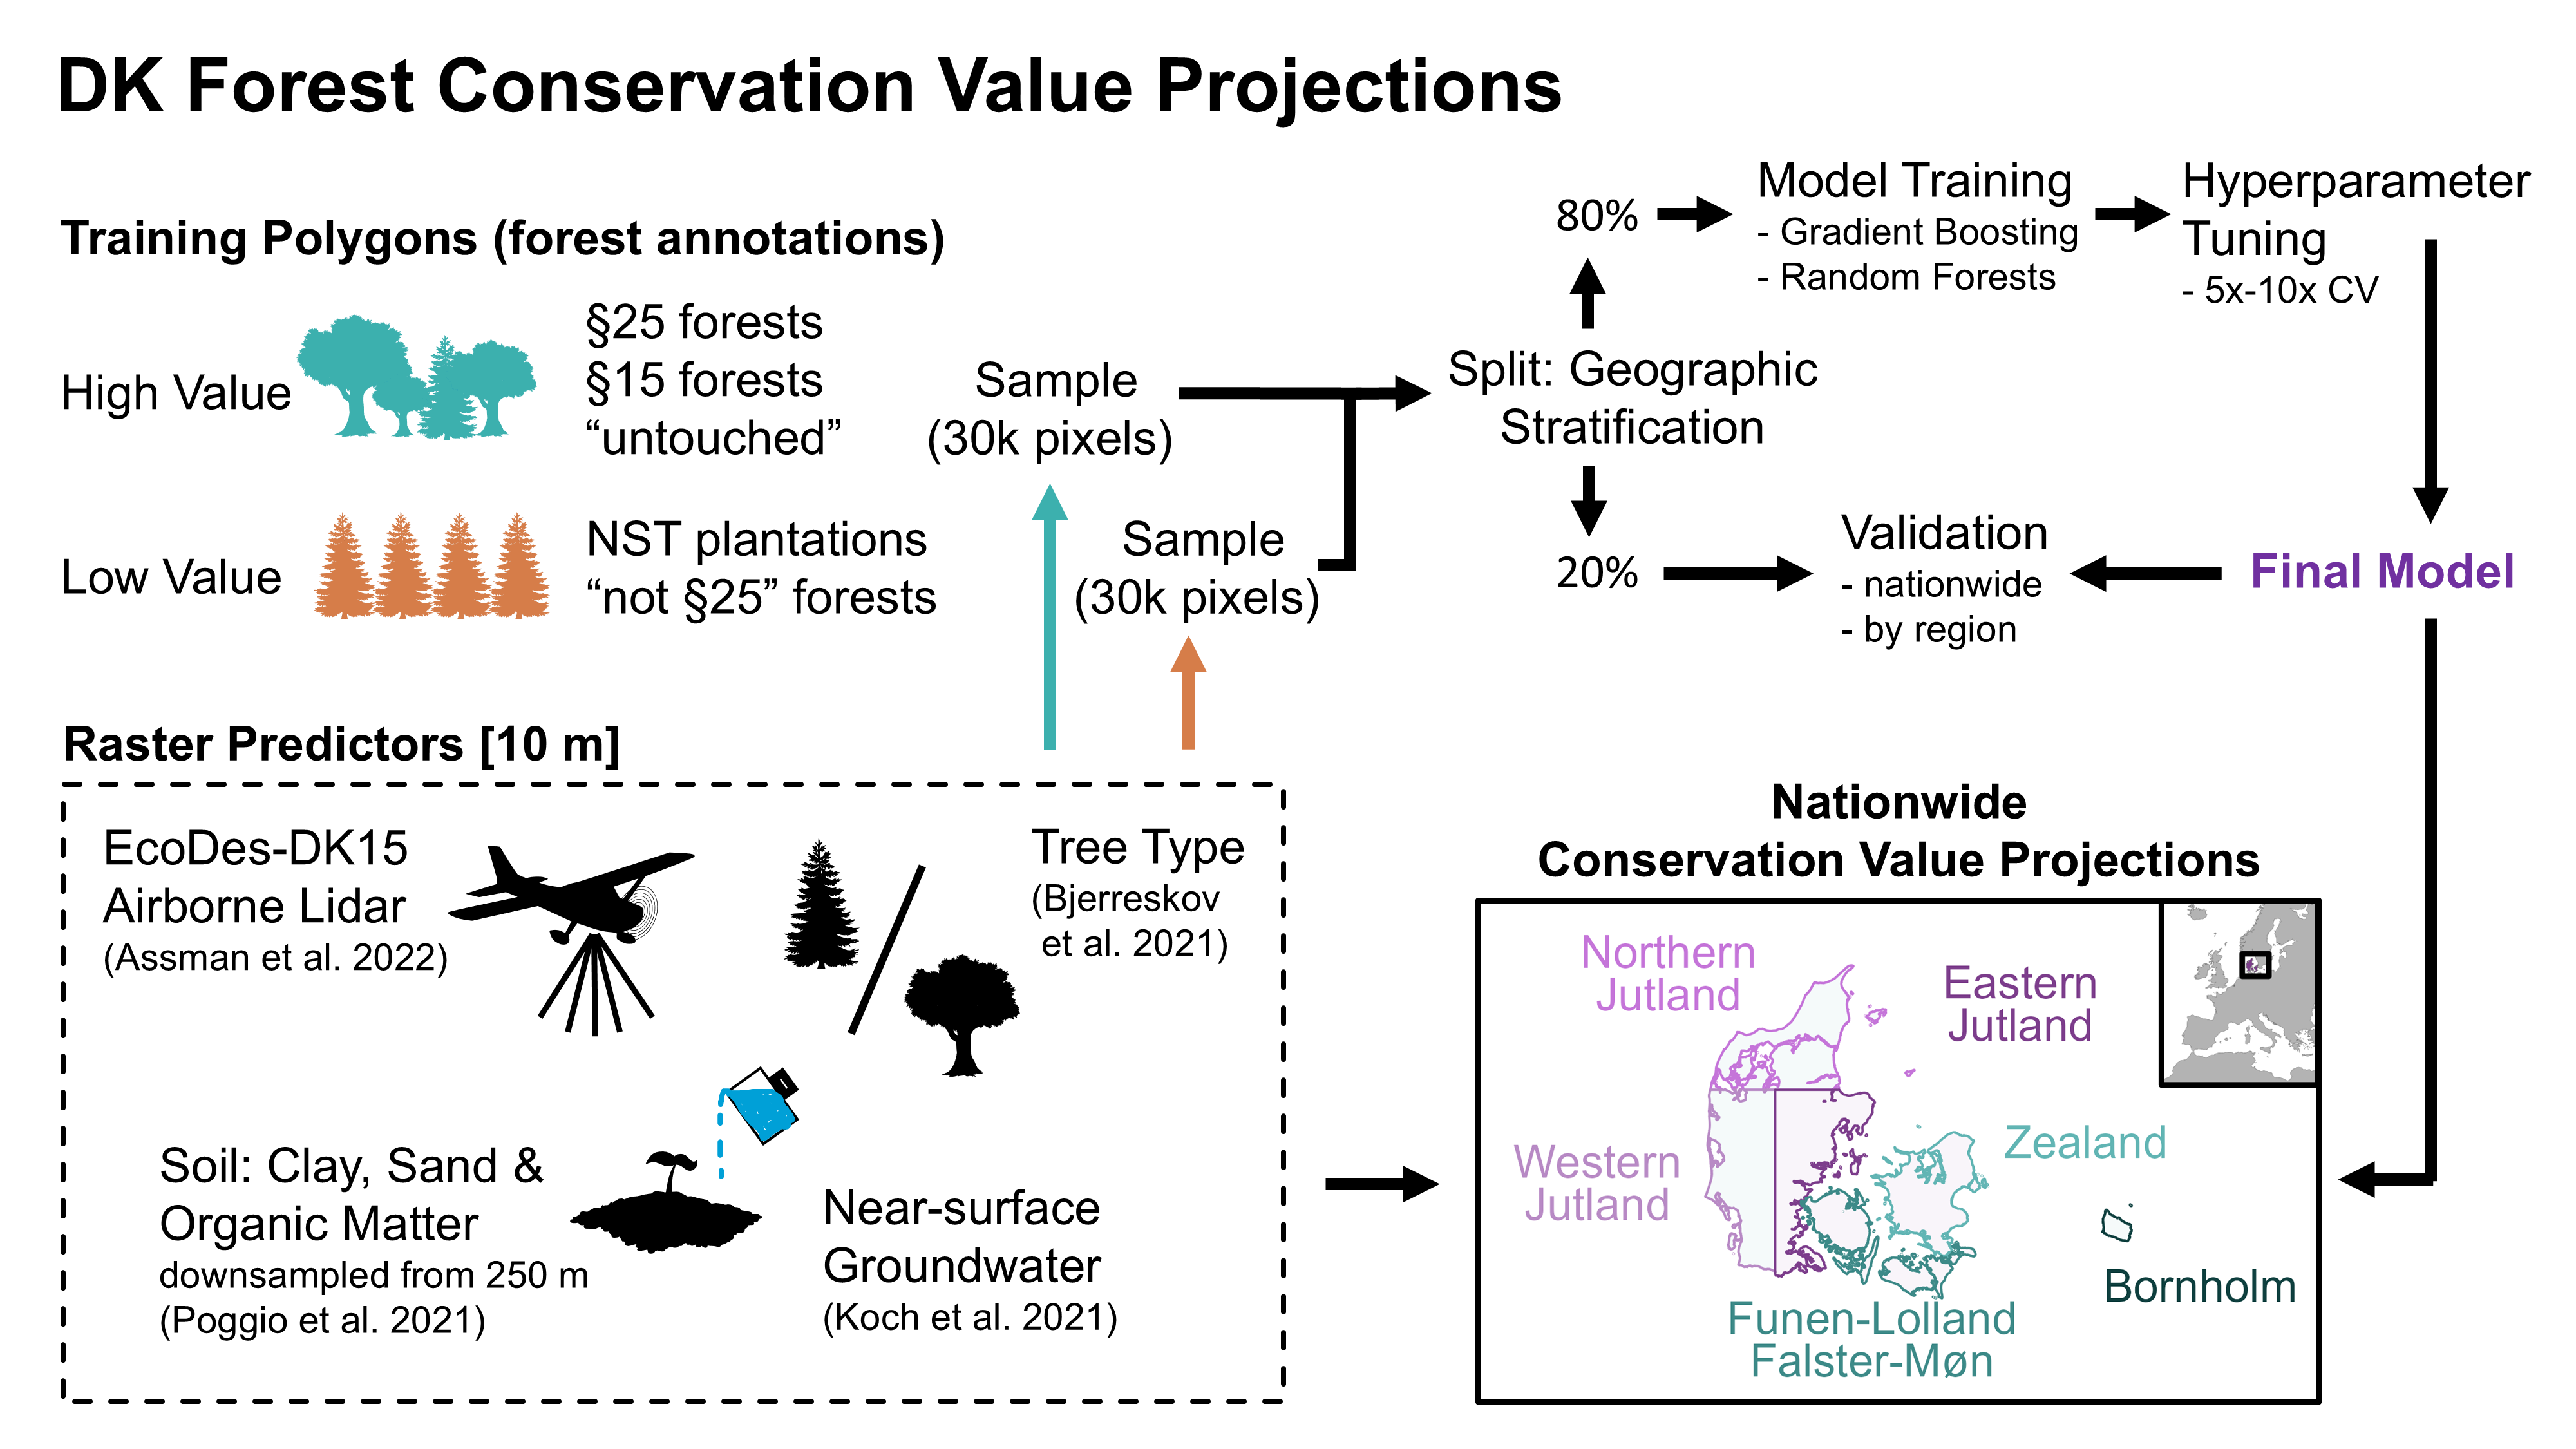 DK Forest Conservation Value Projections
Training Polygons (forest annotations)
High Value
§25 forests
§15 forests
“untouched”
Low Value
NST plantations
“not §25” forests
Sample
(30k pixels)
Sample
(30k pixels)
Split: Geographic
Stratification
80%
Model Training
- Gradient Boosting
- Random Forests
Hyperparameter
Tuning
- 5x-10x CV
20%
Validation
- nationwide
- by region
Final Model
Raster Predictors [10 m]
EcoDes-DK15
Airborne Lidar
(Assman et al. 2022)
Tree Type
(Bjerreskov
et al. 2021)
Soil: Clay, Sand &
Organic Matter
downsampled from 250 m
(Poggio et al. 2021)
Near-surface
Groundwater
(Koch et al. 2021)
Nationwide
Conservation Value Projections
Northern
Jutland
Eastern
Jutland
Western
Jutland
Zealand
Bornholm
Funen-Lolland
Falster-Møn